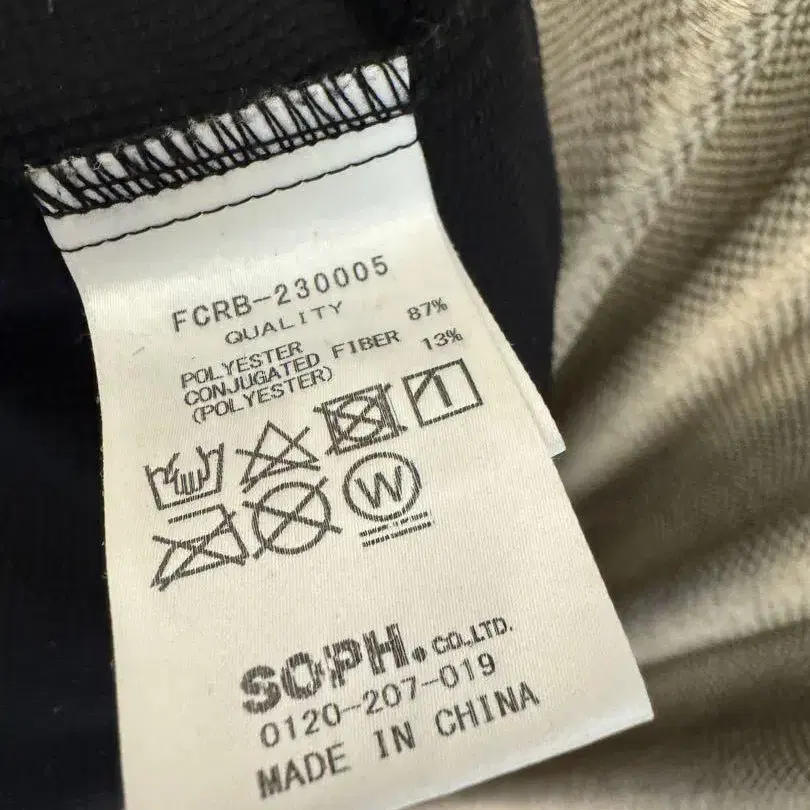 FCRB-230005
QUALITY
POLYESTER 87%
CONJUGATED FIBER 13%
(POLYESTER)
W
SOPH. CO.,LTD.
0120-207-019
MADE IN CHINA